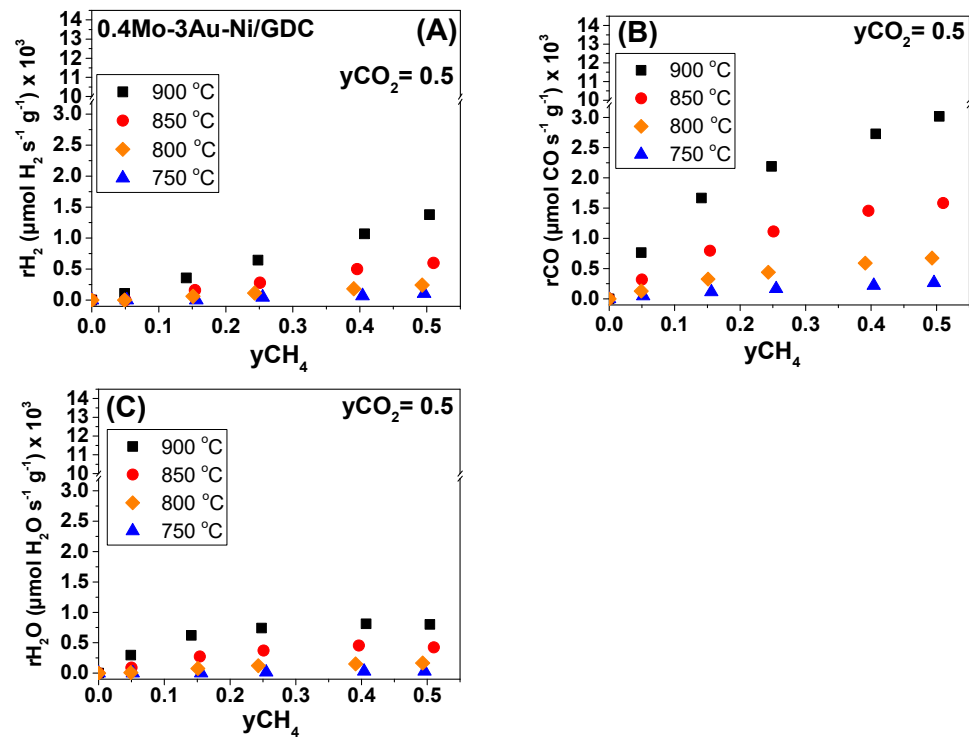 0.4Mo-3Au-Ni/GDC (A)
yCO₂= 0.5
900 °C
850 °C
800 °C
750 °C
14
13
12
11
10
3.0
2.5
2.0
1.5
1.0
0.5
0.0
rH₂ (µmol H₂ s⁻¹ g⁻¹) x 10³
0.0 0.1 0.2 0.3 0.4 0.5
yCH₄
(B) yCO₂= 0.5
900 °C
850 °C
800 °C
750 °C
14
13
12
11
10
3.0
2.5
2.0
1.5
1.0
0.5
0.0
rCO (µmol CO s⁻¹ g⁻¹) x 10³
0.0 0.1 0.2 0.3 0.4 0.5
yCH₄
(C) yCO₂= 0.5
900 °C
850 °C
800 °C
750 °C
14
13
12
11
10
3.0
2.5
2.0
1.5
1.0
0.5
0.0
rH₂O (µmol H₂O s⁻¹ g⁻¹) x 10³
0.0 0.1 0.2 0.3 0.4 0.5
yCH₄